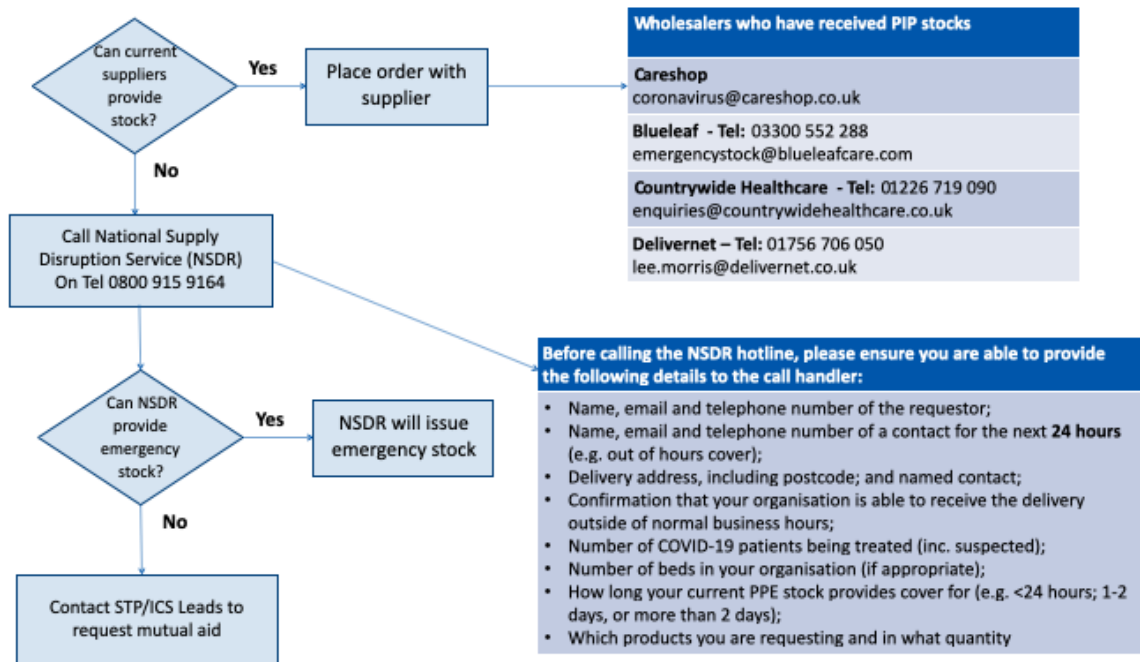 Can current
suppliers
provide
stock?
Yes
Place order with
supplier
Wholesalers who have received PIP stocks
Careshop
coronavirus@careshop.co.uk
Blueleaf - Tel: 03300 552 288
emergencystock@blueleafcare.com
Countrywide Healthcare - Tel: 01226 719 090
enquiries@countrywidehealthcare.co.uk
Delivernet – Tel: 01756 706 050
lee.morris@delivernet.co.uk
No
Call National Supply
Disruption Service (NSDR)
On Tel 0800 915 9164
Before calling the NSDR hotline, please ensure you are able to provide
the following details to the call handler:
• Name, email and telephone number of the requestor;
• Name, email and telephone number of a contact for the next 24 hours
(e.g. out of hours cover);
• Delivery address, including postcode; and named contact;
• Confirmation that your organisation is able to receive the delivery
outside of normal business hours;
• Number of COVID-19 patients being treated (inc. suspected);
• Number of beds in your organisation (if appropriate);
• How long your current PPE stock provides cover for (e.g. <24 hours; 1-2
days, or more than 2 days);
• Which products you are requesting and in what quantity
Can NSDR
provide
emergency
stock?
Yes
NSDR will issue
emergency stock
No
Contact STP/ICS Leads to
request mutual aid